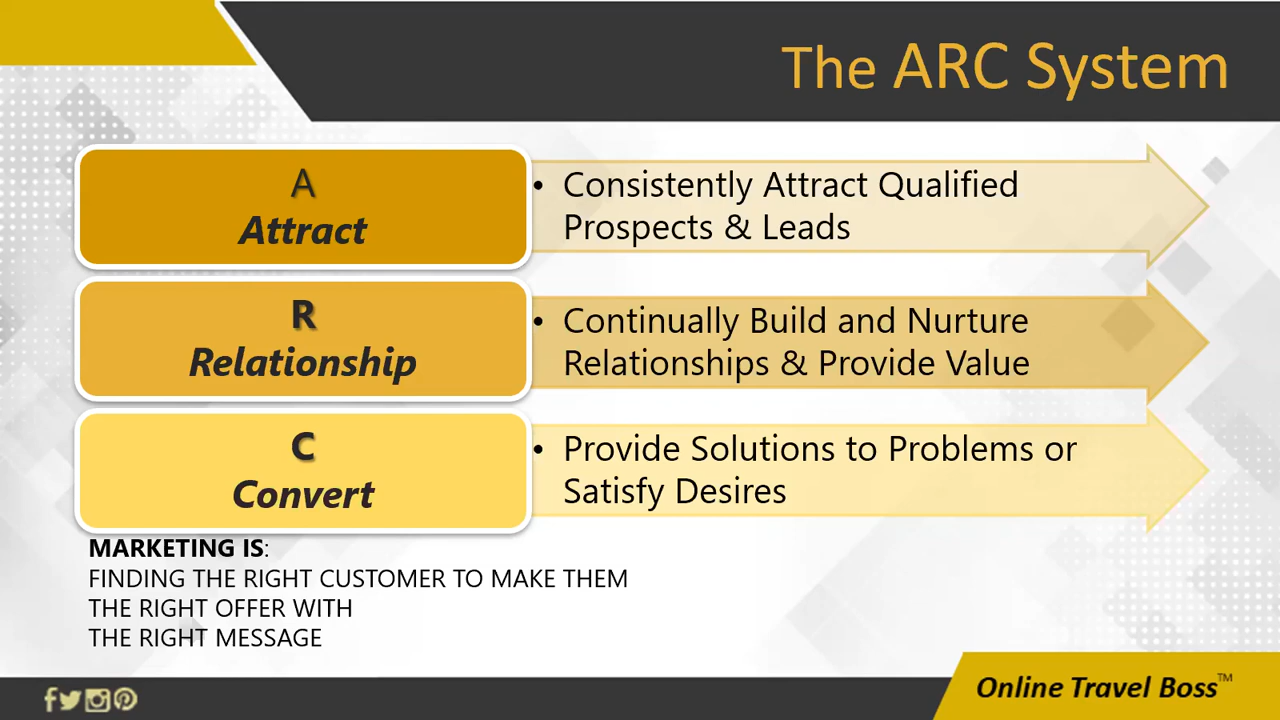 The ARC System
A
Attract
• Consistently Attract Qualified
Prospects & Leads
R
Relationship
• Continually Build and Nurture
Relationships & Provide Value
C
Convert
• Provide Solutions to Problems or
Satisfy Desires
MARKETING IS:
FINDING THE RIGHT CUSTOMER TO MAKE THEM
THE RIGHT OFFER WITH
THE RIGHT MESSAGE
Online Travel Boss™